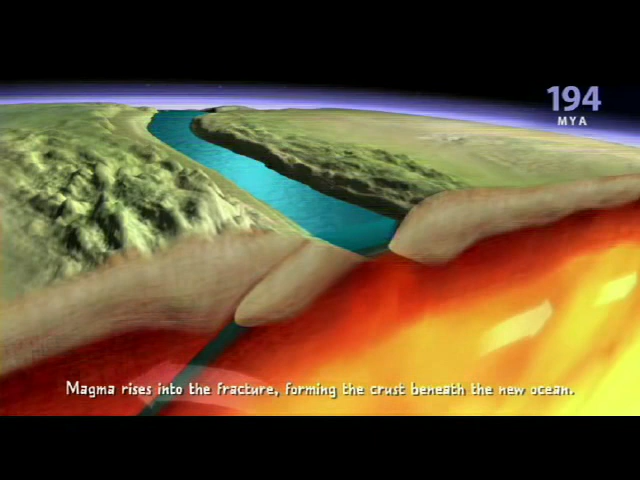 194
MYA
Magma rises into the fracture, forming the crust beneath the new ocean.